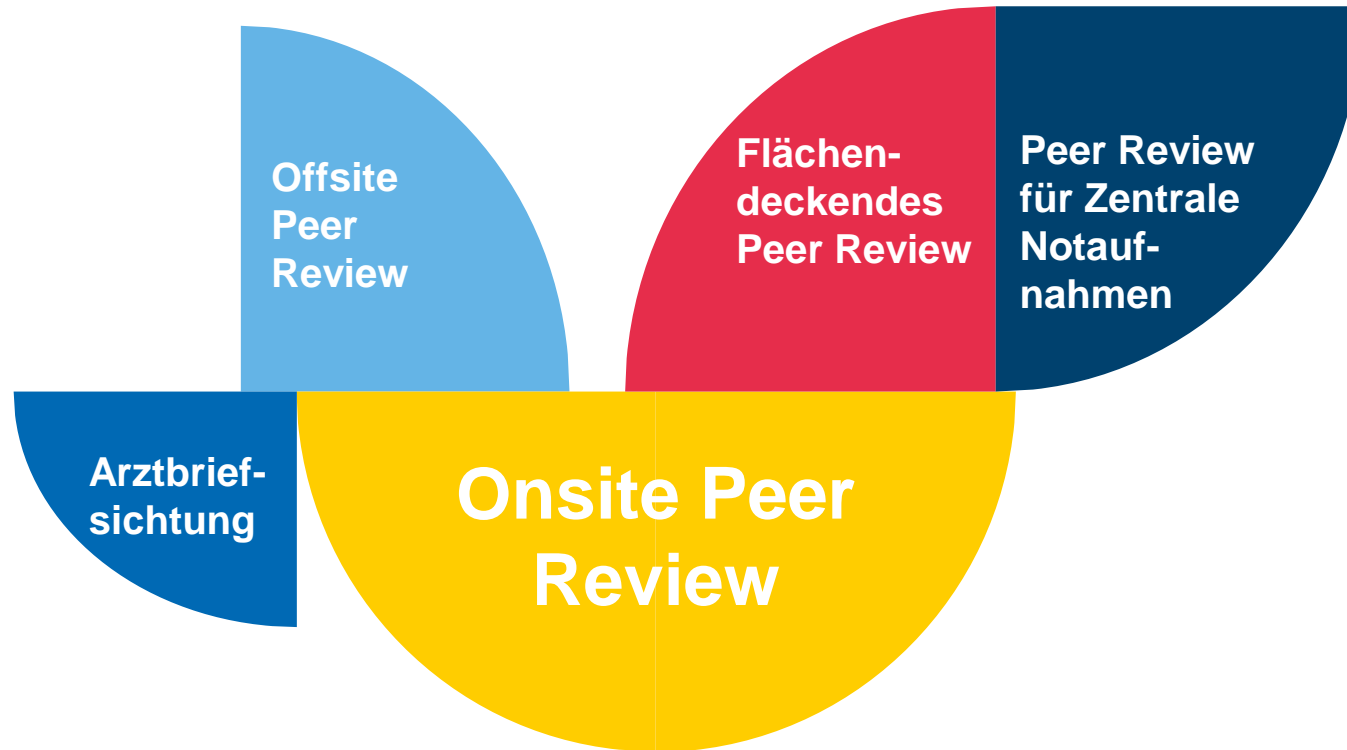 Offsite
Peer
Review
Flächen-
deckendes
Peer Review
Peer Review
für Zentrale
Notauf-
nahmen
Arztbrief-
sichtung
Onsite Peer
Review